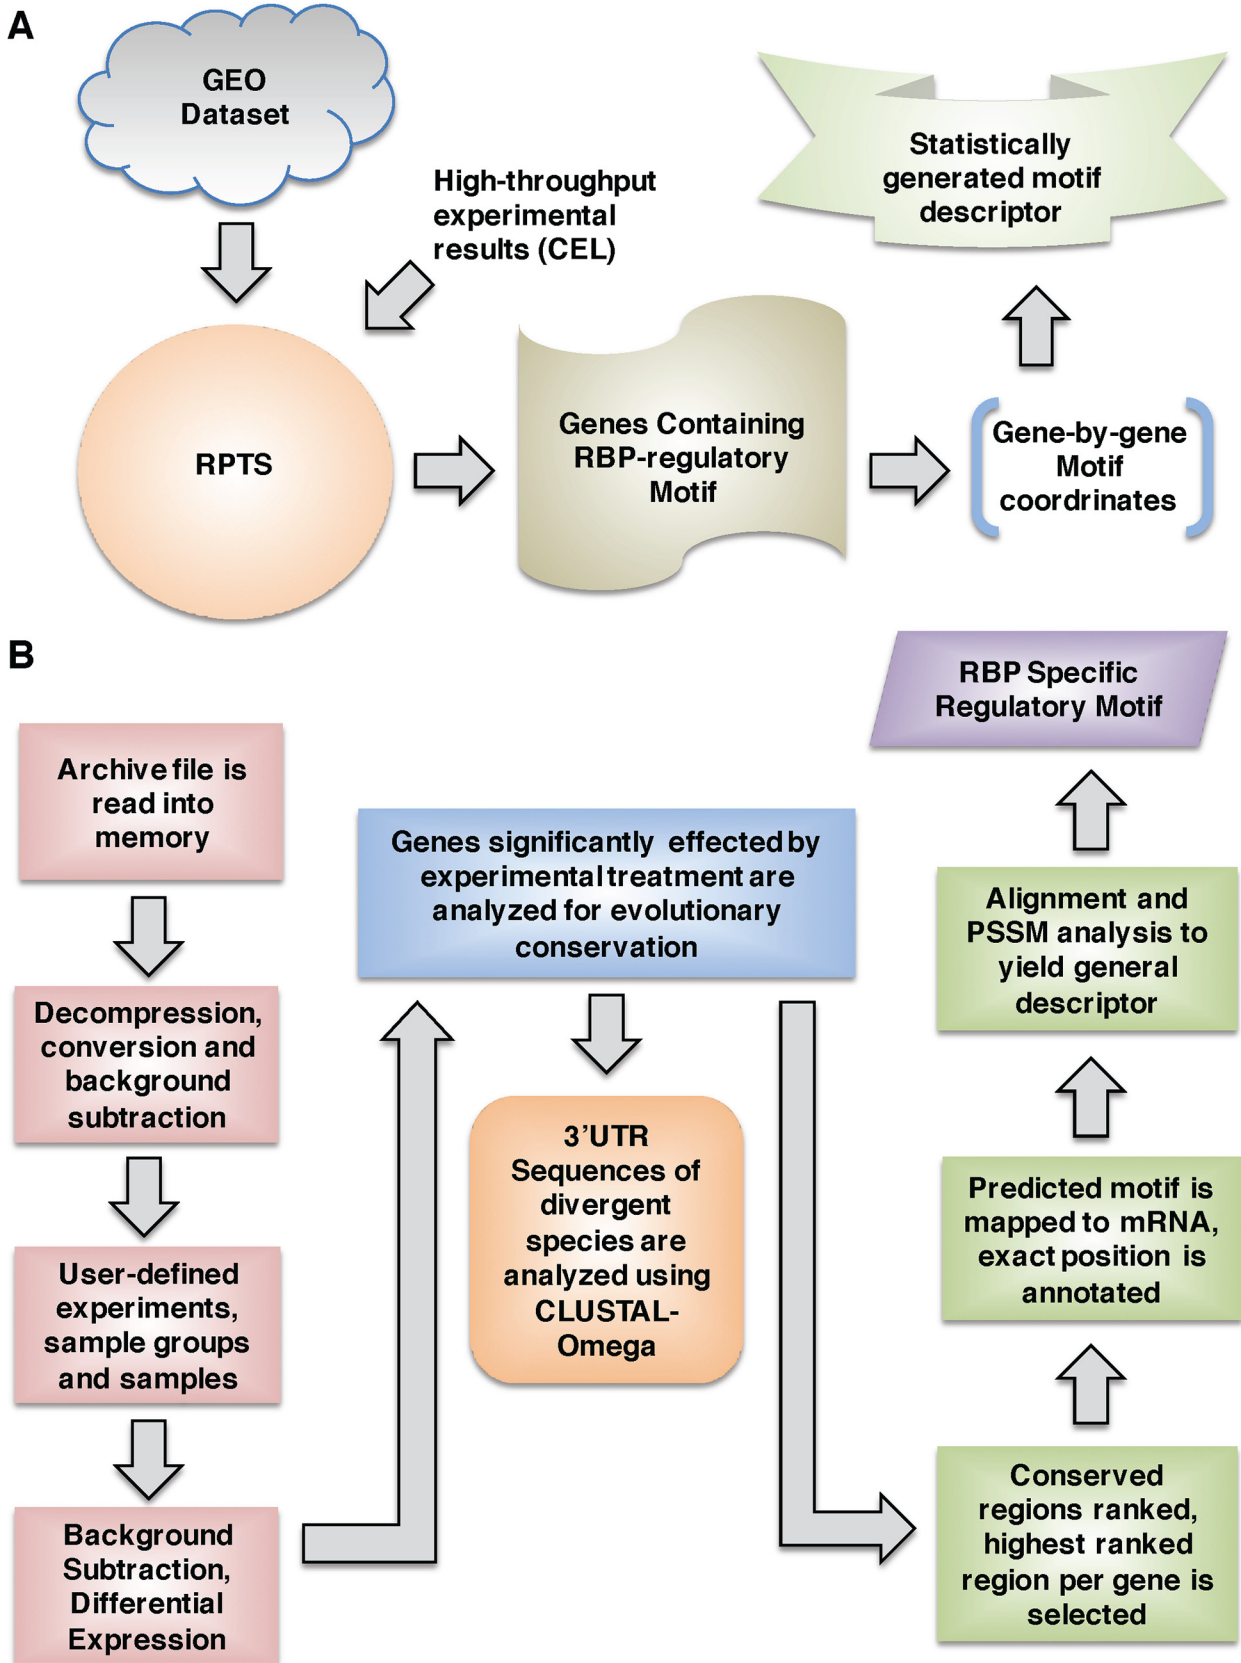 A
GEO
Dataset
High-throughput
experimental
results (CEL)
Statistically
generated motif
descriptor
RPTS
Genes Containing
RBP-regulatory
Motif
Gene-by-gene
Motif
coordrinates
B
Archive file is
read into
memory
Decompression,
conversion and
background
subtraction
User-defined
experiments,
sample groups
and samples
Background
Subtraction,
Differential
Expression
Genes significantly effected by
experimental treatment are
analyzed for evolutionary
conservation
3’UTR
Sequences of
divergent
species are
analyzed using
CLUSTAL-
Omega
RBP Specific
Regulatory Motif
Alignment and
PSSM analysis to
yield general
descriptor
Predicted motif is
mapped to mRNA,
exact position is
annotated
Conserved
regions ranked,
highest ranked
region per gene is
selected